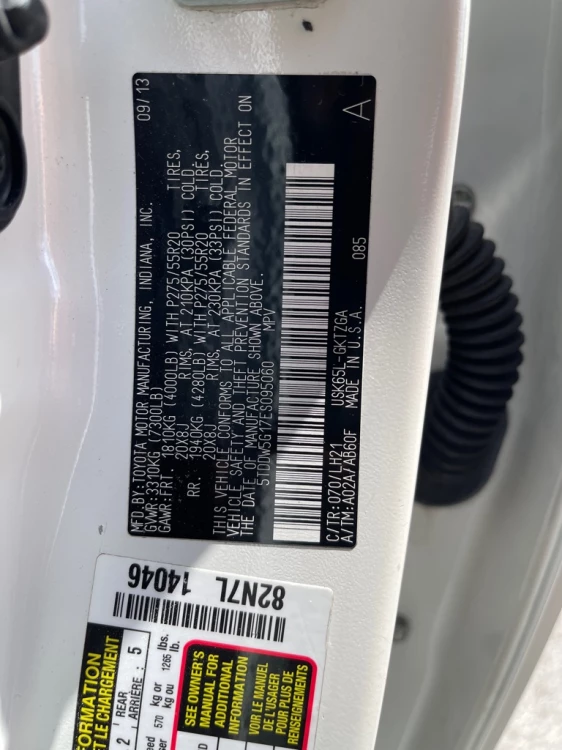 MFD.BY:TOYOTA MOTOR MANUFACTURING, INDIANA, INC. 09/13
GVWR:3310KG (7300LB)
GAWR:FRT 1810KG (4000LB) WITH P275/55R20 TIRES,
20X8J RIMS, AT 210KPA (30PSI) COLD
RR. 1940KG (4280LB) WITH P275/55R20 TIRES,
20X8J RIMS, AT 230KPA (33PSI) COLD
THIS VEHICLE CONFORMS TO ALL APPLICABLE FEDERAL MOTOR
VEHICLE SAFETY AND THEFT PREVENTION STANDARDS IN EFFECT ON
THE DATE OF MANUFACTURE SHOWN ABOVE.
5TDDW5G17ES095060 MPV
085
C/TR:070/LH21 USK65L-GKTZGA
A/TM:A02A/AB60F MADE IN U.S.A. A
82N7L 14046
FORMATION
LE CHARGEMENT
2 REAR
ARRIÈRE : 5
570 kg or 1265 lbs.
kg ou lb.
SEE OWNER'S
MANUAL FOR
ADDITIONAL
INFORMATION
VOIR MANUEL
DE L'USAGER
POUR PLUS DE
RENSEIGNEMENTS